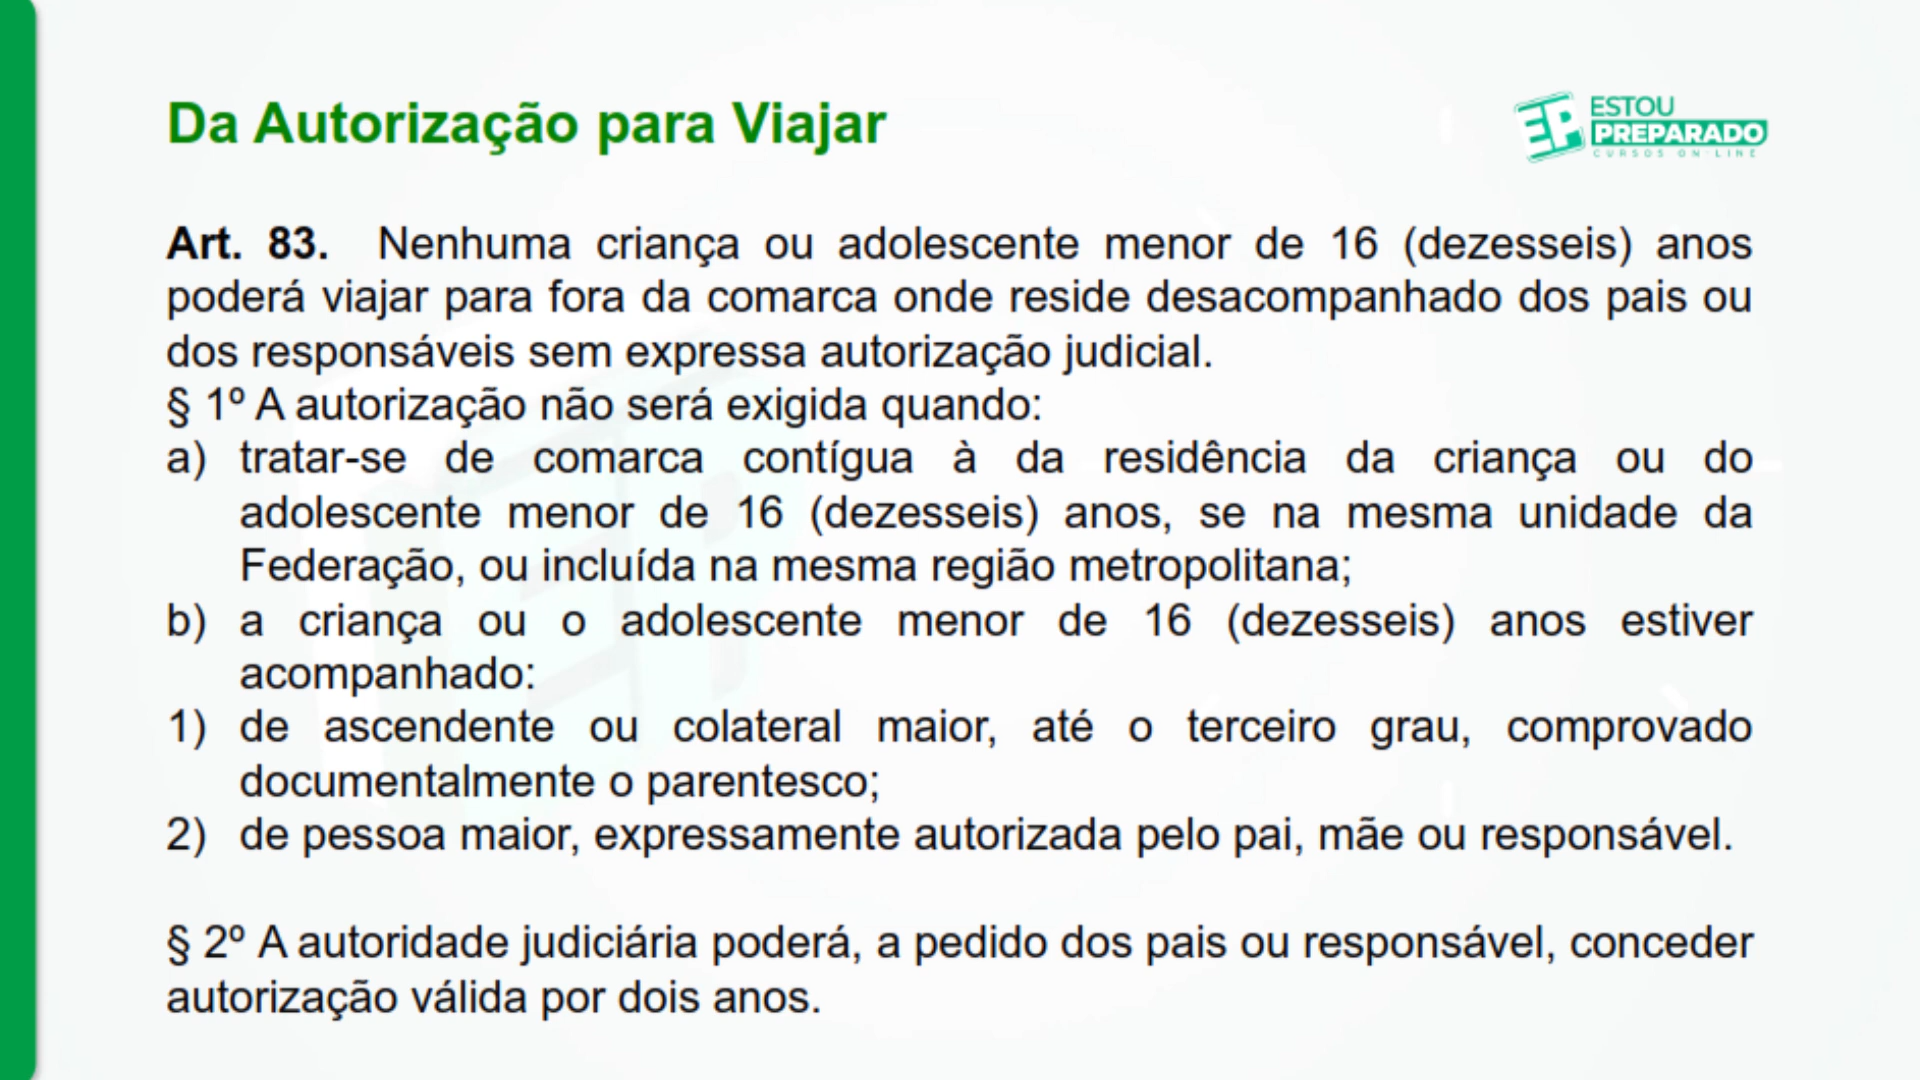 Da Autorização para Viajar
ESTOU
PREPARADO
CURSOS ON-LINE
Art. 83. Nenhuma criança ou adolescente menor de 16 (dezesseis) anos
poderá viajar para fora da comarca onde reside desacompanhado dos pais ou
dos responsáveis sem expressa autorização judicial.
§ 1º A autorização não será exigida quando:
a) tratar-se de comarca contígua à da residência da criança ou do
adolescente menor de 16 (dezesseis) anos, se na mesma unidade da
Federação, ou incluída na mesma região metropolitana;
b) a criança ou o adolescente menor de 16 (dezesseis) anos estiver
acompanhado:
1) de ascendente ou colateral maior, até o terceiro grau, comprovado
documentalmente o parentesco;
2) de pessoa maior, expressamente autorizada pelo pai, mãe ou responsável.
§ 2º A autoridade judiciária poderá, a pedido dos pais ou responsável, conceder
autorização válida por dois anos.